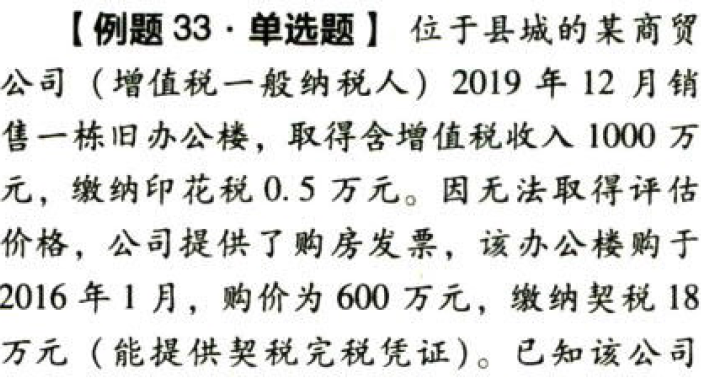 【例题 33·单选题】 位于县城的某商贸
公司（增值税一般纳税人）2019 年 12 月销
售一栋旧办公楼，取得含增值税收入 1000 万
元，缴纳印花税 0.5 万元。因无法取得评估
价格，公司提供了购房发票，该办公楼购于
2016 年 1 月，购价为 600 万元，缴纳契税 18
万元（能提供契税完税凭证）。已知该公司